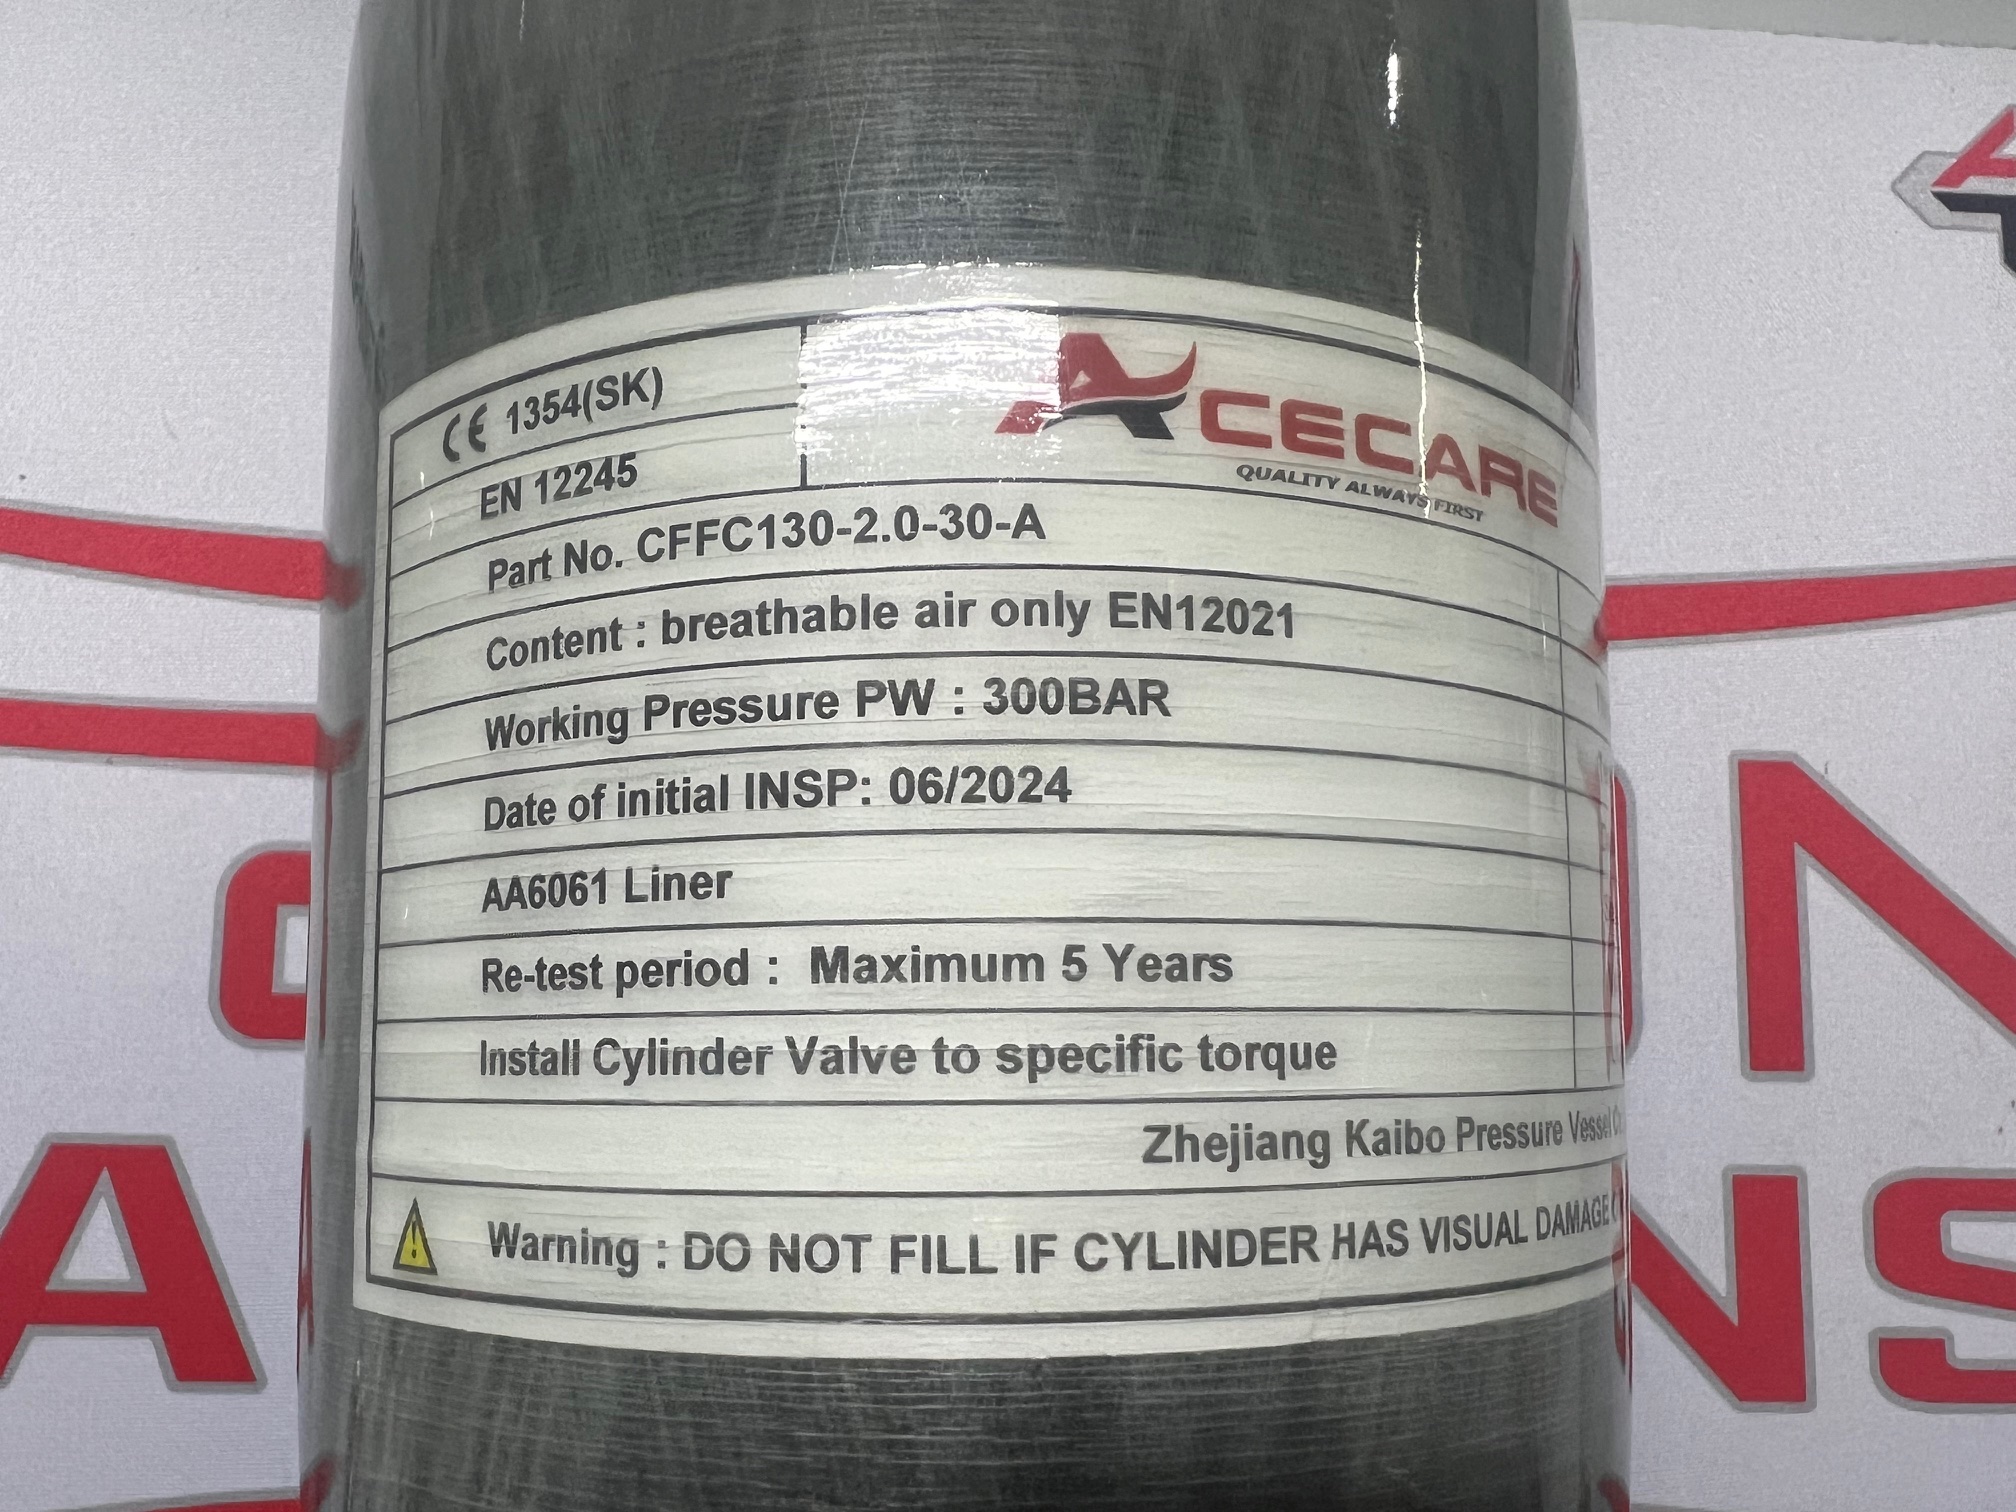 CE 1354(SK)
ACECARE
QUALITY ALWAYS FIRST
EN 12245
Part No. CFFC130-2.0-30-A
Content : breathable air only EN12021
Working Pressure PW : 300BAR
Date of initial INSP: 06/2024
AA6061 Liner
Re-test period : Maximum 5 Years
Install Cylinder Valve to specific torque
Zhejiang Kaibo Pressure Vessel
Warning : DO NOT FILL IF CYLINDER HAS VISUAL DAMAGE